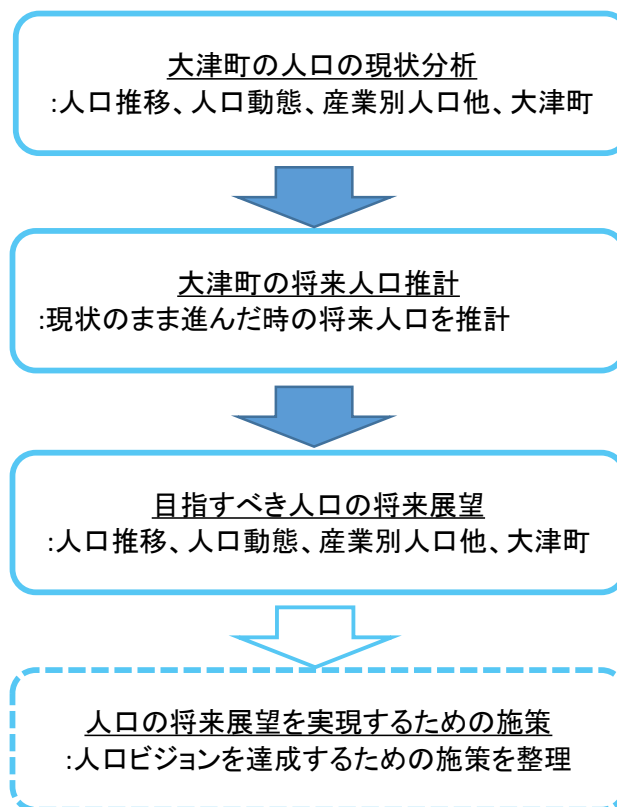 大津町の人口の現状分析
:人口推移、人口動態、産業別人口他、大津町
大津町の将来人口推計
:現状のまま進んだ時の将来人口を推計
目指すべき人口の将来展望
:人口推移、人口動態、産業別人口他、大津町
人口の将来展望を実現するための施策
:人口ビジョンを達成するための施策を整理